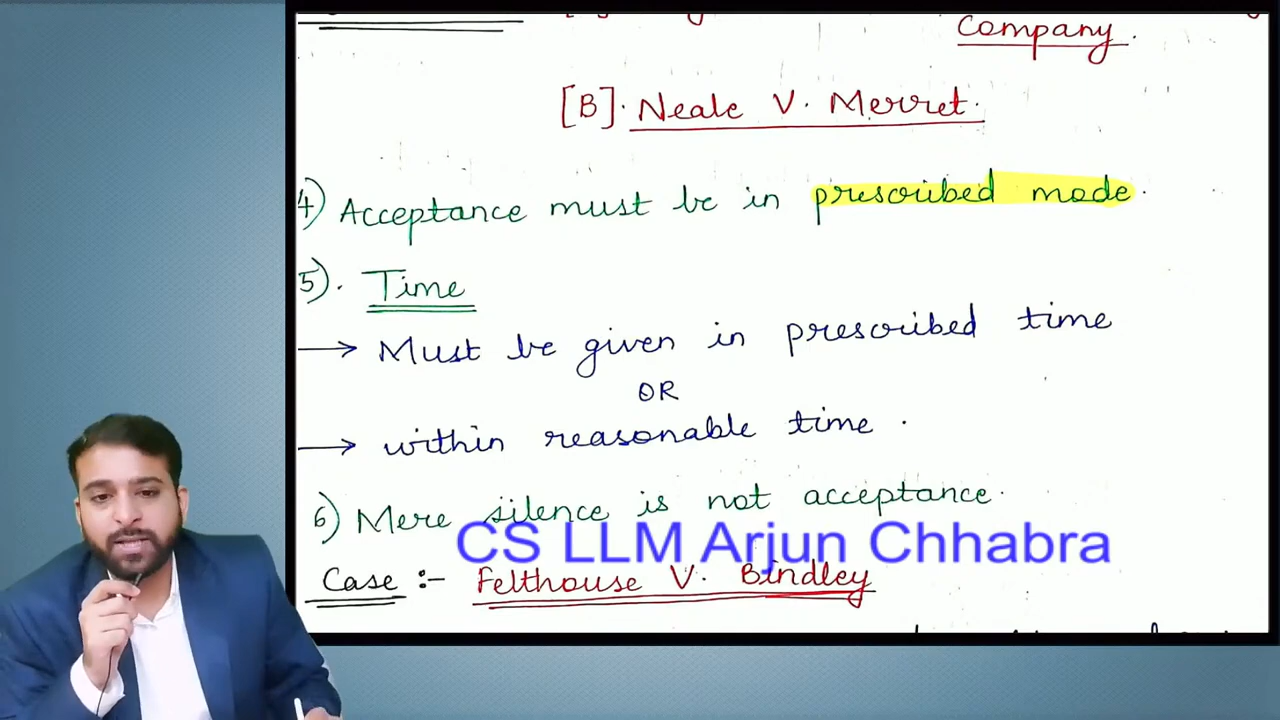 Company.
[B]. Neale V. Merret.
4) Acceptance must be in prescribed mode.
5). Time
→ Must be given in prescribed time
OR
→ within reasonable time.
6) Mere silence is not acceptance.
CS LLM Arjun Chhabra
Case :- Felthouse V. Bindley